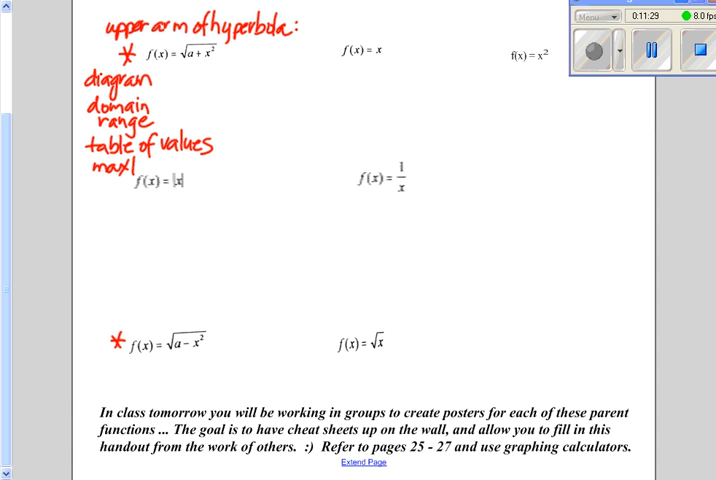 upper arm of hyperbola:
* f(x) = √a + x²
f(x) = x
f(x) = x²
Menu
0:11:29
8.0 fps
diagram
domain
range
table of values
max/
f(x) = |x|
f(x) = 1/x
* f(x) = √a − x²
f(x) = √x
In class tomorrow you will be working in groups to create posters for each of these parent
functions ... The goal is to have cheat sheets up on the wall, and allow you to fill in this
handout from the work of others. :) Refer to pages 25 - 27 and use graphing calculators.
Extend Page